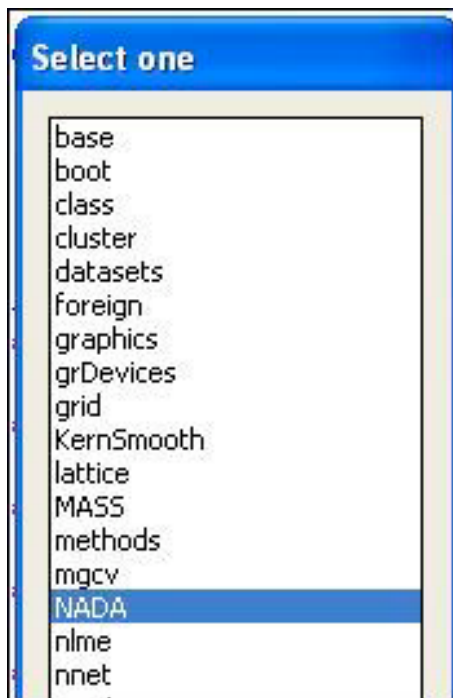 Select one
base
boot
class
cluster
datasets
foreign
graphics
grDevices
grid
KernSmooth
lattice
MASS
methods
mgcv
NADA
nlme
nnet